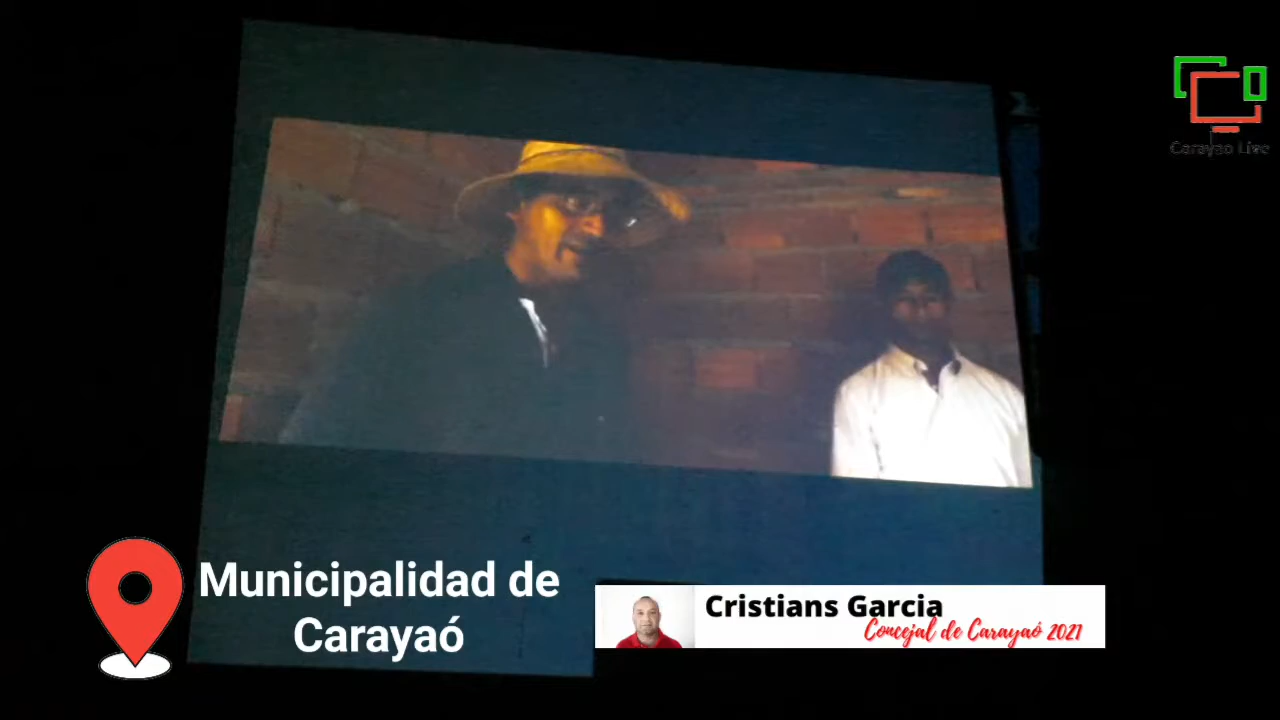 Carayao Live
Municipalidad de
Carayaó
Cristians Garcia
Concejal de Carayaó 2021